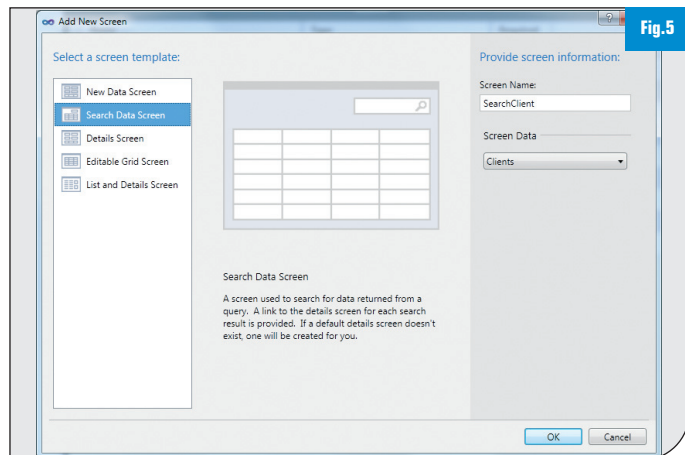 Add New Screen
Fig.5
Select a screen template:
New Data Screen
Search Data Screen
Details Screen
Editable Grid Screen
List and Details Screen
Search Data Screen
A screen used to search for data returned from a
query. A link to the details screen for each search
result is provided. If a default details screen doesn't
exist, one will be created for you.
Provide screen information:
Screen Name:
SearchClient
Screen Data
Clients
OK
Cancel